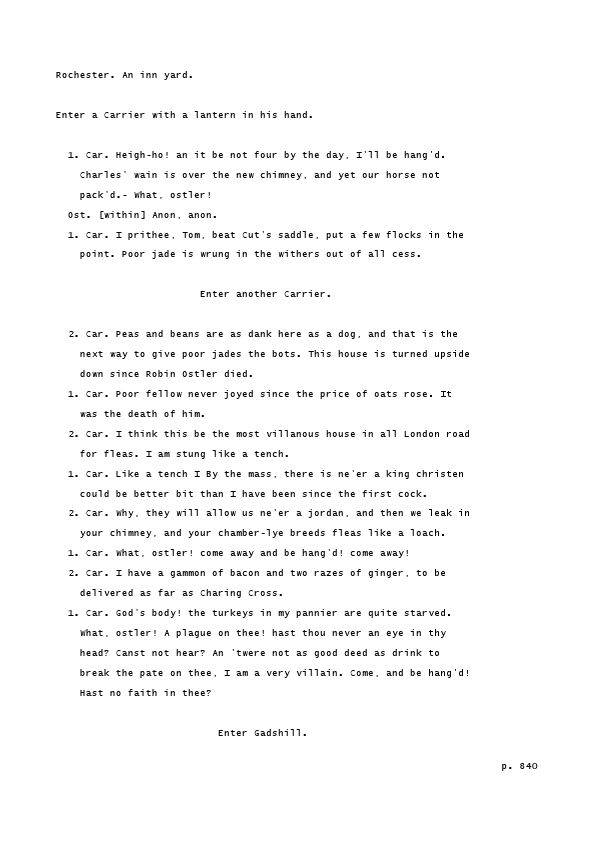 Rochester. An inn yard.
Enter a Carrier with a lantern in his hand.
1. Car. Heigh-ho! an it be not four by the day, I'll be hang'd.
Charles' wain is over the new chimney, and yet our horse not
pack'd.- What, ostler!
Ost. [within] Anon, anon.
1. Car. I prithee, Tom, beat Cut's saddle, put a few flocks in the
point. Poor jade is wrung in the withers out of all cess.
Enter another Carrier.
2. Car. Peas and beans are as dank here as a dog, and that is the
next way to give poor jades the bots. This house is turned upside
down since Robin Ostler died.
1. Car. Poor fellow never joyed since the price of oats rose. It
was the death of him.
2. Car. I think this be the most villanous house in all London road
for fleas. I am stung like a tench.
1. Car. Like a tench I By the mass, there is ne'er a king christen
could be better bit than I have been since the first cock.
2. Car. Why, they will allow us ne'er a jordan, and then we leak in
your chimney, and your chamber-lye breeds fleas like a loach.
1. Car. What, ostler! come away and be hang'd! come away!
2. Car. I have a gammon of bacon and two razes of ginger, to be
delivered as far as Charing Cross.
1. Car. God's body! the turkeys in my pannier are quite starved.
What, ostler! A plague on thee! hast thou never an eye in thy
head? Canst not hear? An 'twere not as good deed as drink to
break the pate on thee, I am a very villain. Come, and be hang'd!
Hast no faith in thee?
Enter Gadshill.
p. 840